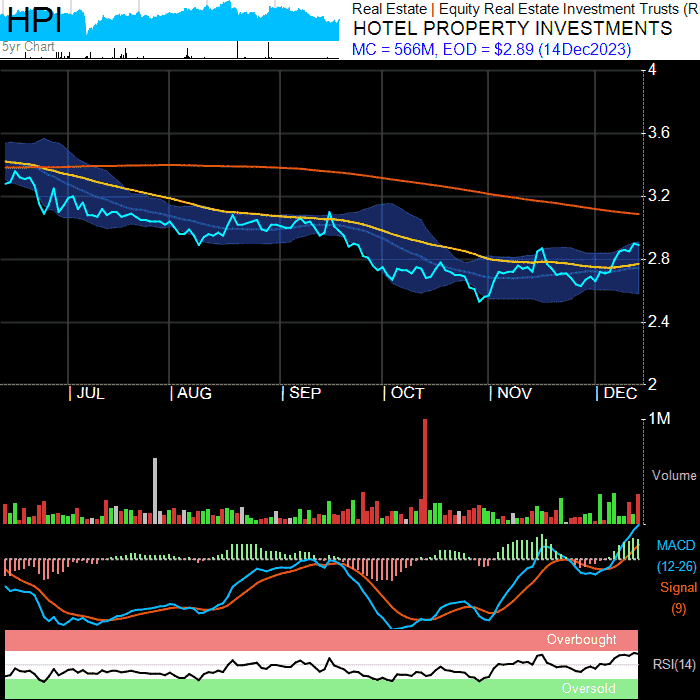 HPI
5yr Chart
Real Estate | Equity Real Estate Investment Trusts (R
HOTEL PROPERTY INVESTMENTS
MC = 566M, EOD = $2.89 (14Dec2023)
4
3.6
3.2
2.8
2.4
2
| JUL | AUG | SEP | OCT | NOV | DEC
1M
Volume
MACD
(12-26)
Signal
(9)
Overbought
RSI(14)
Oversold